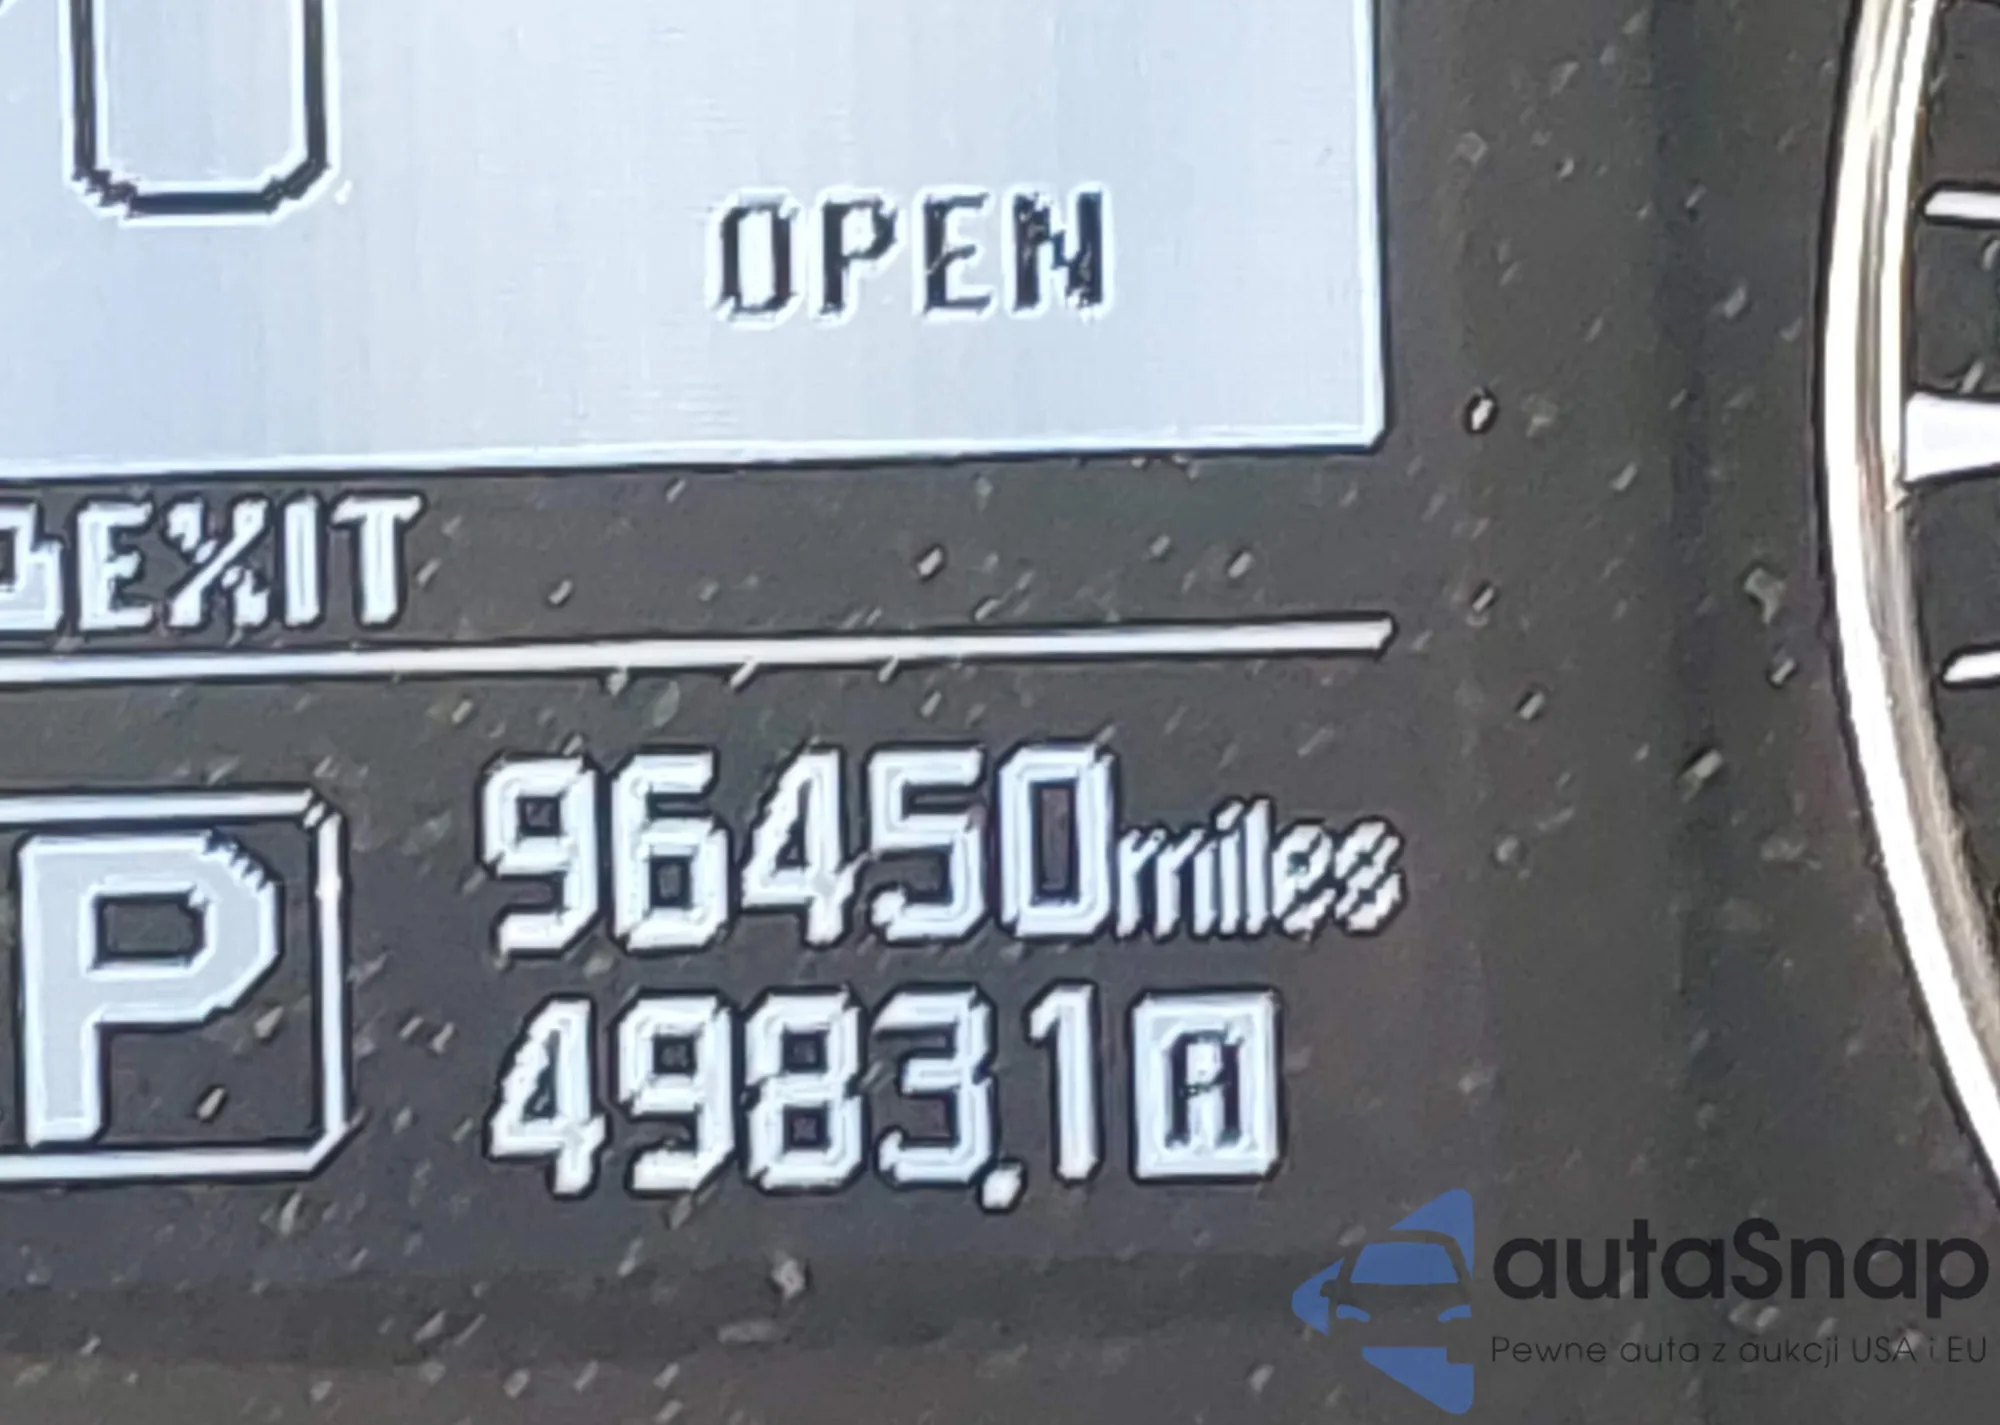 OPEN
EXIT
96450miles
P
4983.1 A
autaSnap
Pewne auta z aukcji USA i EU